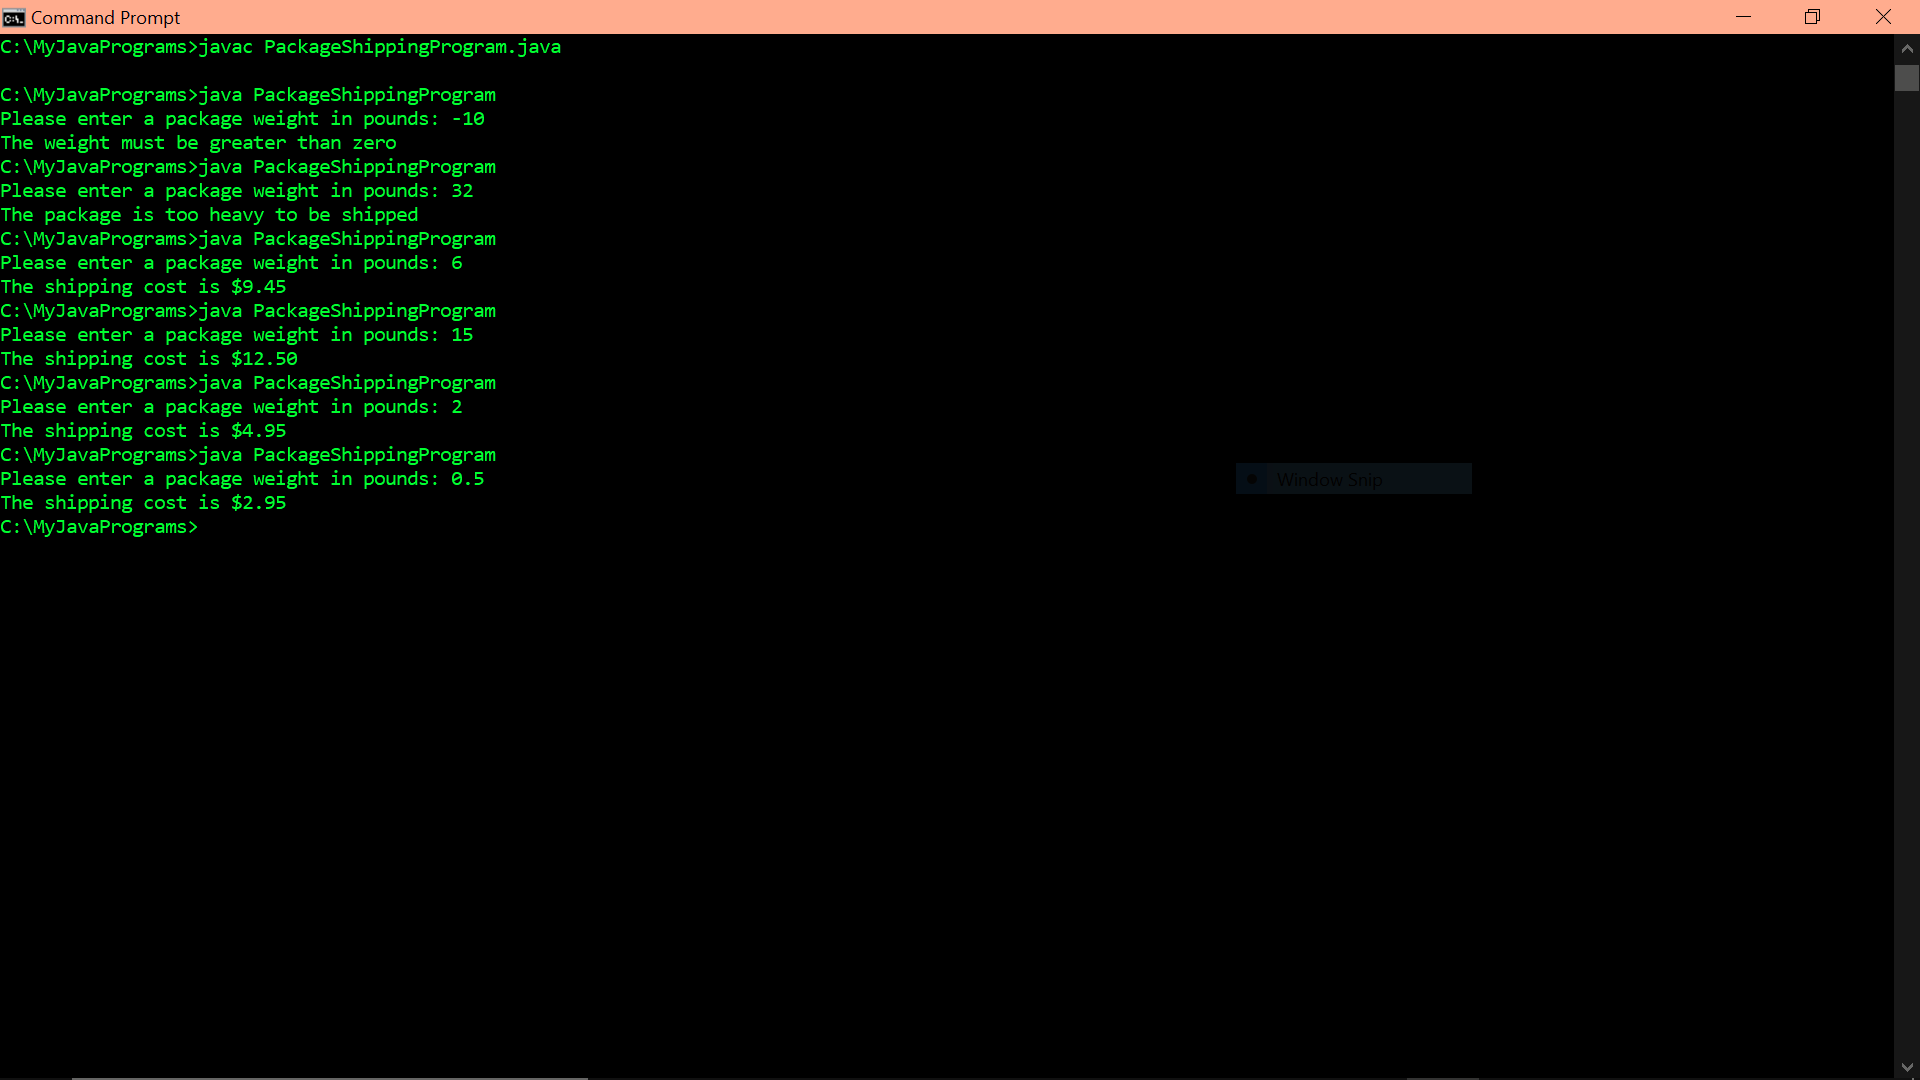 Command Prompt
C:\MyJavaPrograms>javac PackageShippingProgram.java
C:\MyJavaPrograms>java PackageShippingProgram
Please enter a package weight in pounds: -10
The weight must be greater than zero
C:\MyJavaPrograms>java PackageShippingProgram
Please enter a package weight in pounds: 32
The package is too heavy to be shipped
C:\MyJavaPrograms>java PackageShippingProgram
Please enter a package weight in pounds: 6
The shipping cost is $9.45
C:\MyJavaPrograms>java PackageShippingProgram
Please enter a package weight in pounds: 15
The shipping cost is $12.50
C:\MyJavaPrograms>java PackageShippingProgram
Please enter a package weight in pounds: 2
The shipping cost is $4.95
C:\MyJavaPrograms>java PackageShippingProgram
Please enter a package weight in pounds: 0.5
Window Snip
The shipping cost is $2.95
C:\MyJavaPrograms>